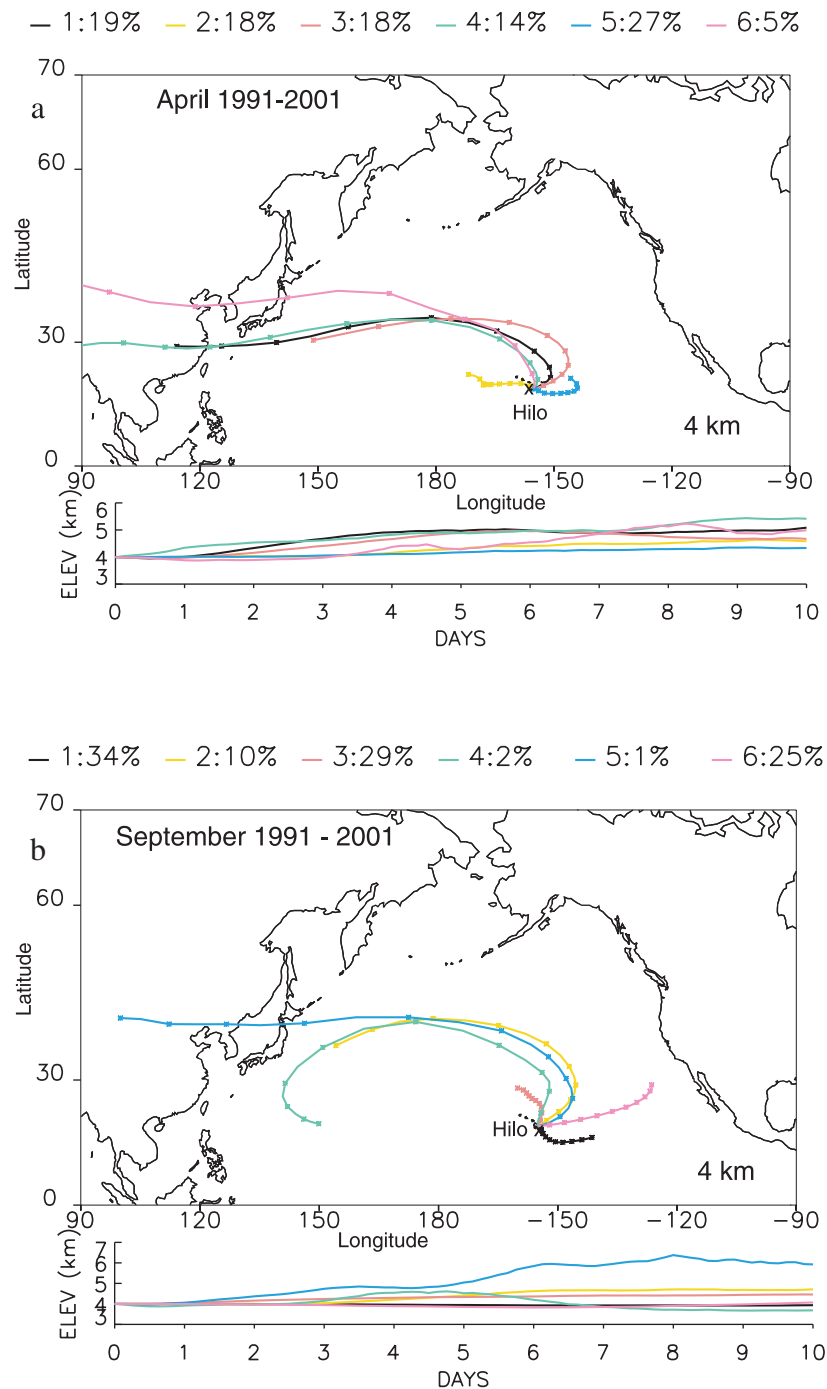 1:19% 2:18% 3:18% 4:14% 5:27% 6:5%
a
April 1991-2001
70
60
30
0
Latitude
Hilo
4 km
90 120 150 180 −150 −120 −90
Longitude
ELEV (km)
6
5
4
3
0 1 2 3 4 5 6 7 8 9 10
DAYS
1:34% 2:10% 3:29% 4:2% 5:1% 6:25%
b
September 1991 - 2001
70
60
30
0
Latitude
Hilo
4 km
90 120 150 180 −150 −120 −90
Longitude
ELEV (km)
7
6
5
4
3
0 1 2 3 4 5 6 7 8 9 10
DAYS